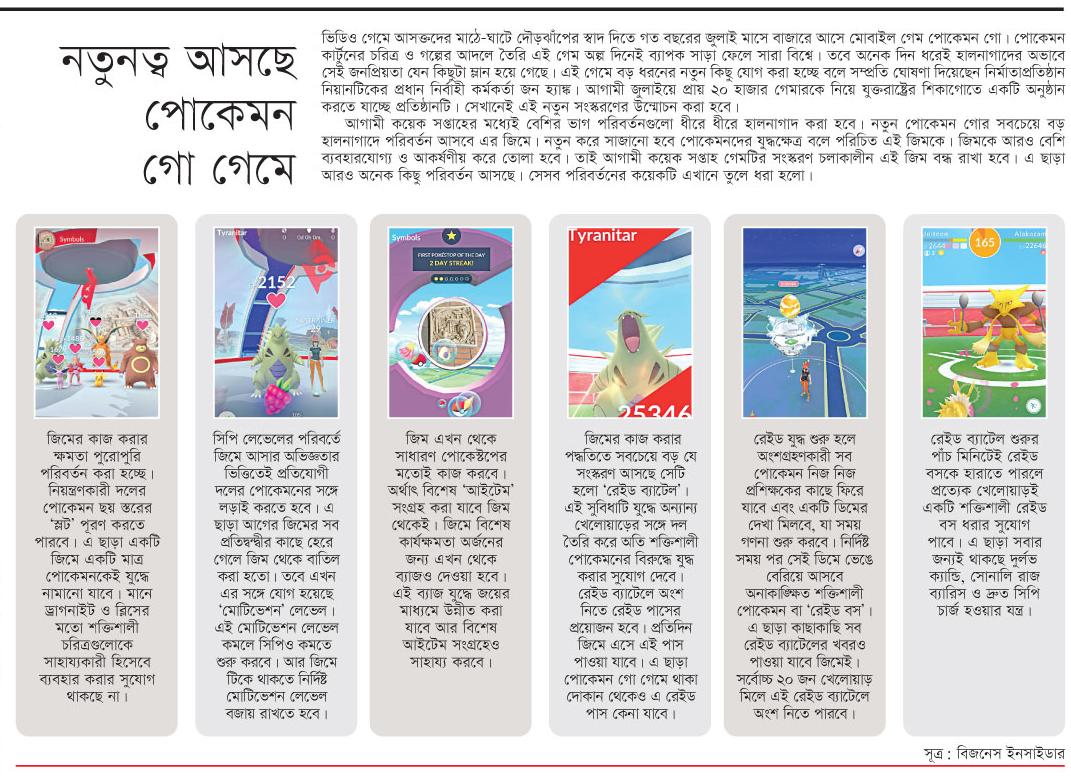 নতুনত্ব আসছে
পোকেমন
গো গেমে
ভিডিও গেমে আসক্তদের মাঠে-ঘাটে দৌড়ঝাঁপের স্বাদ দিতে গত বছরের জুলাই মাসে বাজারে আসে মোবাইল গেম পোকেমন গো। পোকেমন
কার্টুনের চরিত্র ও গল্পের আদলে তৈরি এই গেম অল্প দিনেই ব্যাপক সাড়া ফেলে সারা বিশ্বে। তবে অনেক দিন ধরেই হালনাগাদের অভাবে
সেই জনপ্রিয়তা যেন কিছুটা ম্লান হয়ে গেছে। এই গেমে বড় ধরনের নতুন কিছু যোগ করা হচ্ছে বলে সম্প্রতি ঘোষণা দিয়েছেন নির্মাতাপ্রতিষ্ঠান
নিয়ানটিকের প্রধান নির্বাহী কর্মকর্তা জন হ্যাঙ্ক। আগামী জুলাইয়ে প্রায় ২০ হাজার গেমারকে নিয়ে যুক্তরাষ্ট্রের শিকাগোতে একটি অনুষ্ঠান
করতে যাচ্ছে প্রতিষ্ঠানটি। সেখানেই এই নতুন সংস্করণের উন্মোচন করা হবে।
আগামী কয়েক সপ্তাহের মধ্যেই বেশির ভাগ পরিবর্তনগুলো ধীরে ধীরে হালনাগাদ করা হবে। নতুন পোকেমন গোর সবচেয়ে বড়
হালনাগাদে পরিবর্তন আসবে এর জিমে। নতুন করে সাজানো হবে পোকেমনদের যুদ্ধক্ষেত্র বলে পরিচিত এই জিমকে। জিমকে আরও বেশি
ব্যবহারযোগ্য ও আকর্ষণীয় করে তোলা হবে। তাই আগামী কয়েক সপ্তাহ গেমটির সংস্করণ চলাকালীন এই জিম বন্ধ রাখা হবে। এ ছাড়া
আরও অনেক কিছু পরিবর্তন আসছে। সেসব পরিবর্তনের কয়েকটি এখানে তুলে ধরা হলো।
Symbols
জিমের কাজ করার
ক্ষমতা পুরোপুরি
পরিবর্তন করা হচ্ছে।
নিয়ন্ত্রণকারী দলের
পোকেমন ছয় স্তরের
‘স্লট’ পূরণ করতে
পারবে। এ ছাড়া একটি
জিমে একটি মাত্র
পোকেমনকেই যুদ্ধে
নামানো যাবে। মানে
ড্রাগনাইট ও ব্লিসের
মতো শক্তিশালী
চরিত্রগুলোকে
সাহায্যকারী হিসেবে
ব্যবহার করার সুযোগ
থাকছে না।
Tyranitar
2152
29
105
সিপি লেভেলের পরিবর্তে
জিমে আসার অভিজ্ঞতার
ভিত্তিতেই প্রতিযোগী
দলের পোকেমনের সঙ্গে
লড়াই করতে হবে। এ
ছাড়া আগের জিমের সব
প্রতিদ্বন্দ্বীর কাছে হেরে
গেলে জিম থেকে বাতিল
করা হতো। তবে এখন
এর সঙ্গে যোগ হয়েছে
‘মোটিভেশন’ লেভেল।
এই মোটিভেশন লেভেল
কমলে সিপিও কমতে
শুরু করবে। আর জিমে
টিকে থাকতে নির্দিষ্ট
মোটিভেশন লেভেল
বজায় রাখতে হবে।
Symbols
FIRST POKÉSTOP OF THE DAY
2 DAY STREAK!
জিম এখন থেকে
সাধারণ পোকেস্টপের
মতোই কাজ করবে।
অর্থাৎ বিশেষ ‘আইটেম’
সংগ্রহ করা যাবে জিম
থেকেই। জিমে বিশেষ
কার্যক্ষমতা অর্জনের
জন্য এখন থেকে
ব্যাজও দেওয়া হবে।
এই ব্যাজ যুদ্ধে জয়ের
মাধ্যমে উন্নীত করা
যাবে আর বিশেষ
আইটেম সংগ্রহেও
সাহায্য করবে।
Tyranitar
25346
জিমের কাজ করার
পদ্ধতিতে সবচেয়ে বড় যে
সংস্করণ আসছে সেটি
হলো ‘রেইড ব্যাটেল’।
এই সুবিধাটি যুদ্ধে অন্যান্য
খেলোয়াড়ের সঙ্গে দল
তৈরি করে অতি শক্তিশালী
পোকেমনের বিরুদ্ধে যুদ্ধ
করার সুযোগ দেবে।
রেইড ব্যাটেলে অংশ
নিতে রেইড পাসের
প্রয়োজন হবে। প্রতিদিন
জিমে এসে এই পাস
পাওয়া যাবে। এ ছাড়া
পোকেমন গো গেমে থাকা
দোকান থেকেও এ রেইড
পাস কেনা যাবে।
রেইড যুদ্ধ শুরু হলে
অংশগ্রহণকারী সব
পোকেমন নিজ নিজ
প্রশিক্ষকের কাছে ফিরে
যাবে এবং একটি ডিমের
দেখা মিলবে, যা সময়
গণনা শুরু করবে। নির্দিষ্ট
সময় পর সেই ডিমে ভেঙে
বেরিয়ে আসবে
অনাকাঙ্ক্ষিত শক্তিশালী
পোকেমন বা ‘রেইড বস’।
এ ছাড়া কাছাকাছি সব
রেইড ব্যাটেলের খবরও
পাওয়া যাবে জিমেই।
সর্বোচ্চ ২০ জন খেলোয়াড়
মিলে এই রেইড ব্যাটেলে
অংশ নিতে পারবে।
Jolteon
2644
165
Alakazam
22646
রেইড ব্যাটেল শুরুর
পাঁচ মিনিটেই রেইড
বসকে হারাতে পারলে
প্রত্যেক খেলোয়াড়ই
একটি শক্তিশালী রেইড
বস ধরার সুযোগ
পাবে। এ ছাড়া সবার
জন্যই থাকছে দুর্লভ
ক্যান্ডি, সোনালি রাজ
ব্যারিস ও দ্রুত সিপি
চার্জ হওয়ার যন্ত্র।
সূত্র : বিজনেস ইনসাইডার